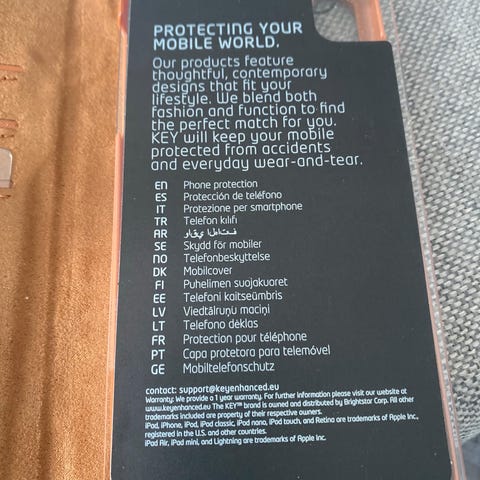 PROTECTING YOUR
MOBILE WORLD.
Our products feature
thoughtful, contemporary
designs that fit your
lifestyle. We blend both
fashion and function to find
the perfect match for you.
KEY will keep your mobile
protected from accidents
and everyday wear-and-tear.
EN Phone protection
ES Protección de teléfono
IT Protezione per smartphone
TR Telefon kılıfı
AR واقي الهاتف
SE Skydd för mobiler
NO Telefonbeskyttelse
DK Mobilcover
FI Puhelimen suojakuoret
EE Telefoni kaitseümbris
LV Viedtālruņu maciņi
LT Telefono dėklas
FR Protection pour téléphone
PT Capa protetora para telemóvel
GE Mobiltelefonschutz
contact: support@keyenhanced.eu
Warranty: We provide a 1 year warranty. For further information please visit our website at
www.keyenhanced.eu The KEY™ brand is owned and distributed by Brightstar Corp. All other
trademarks included are property of their respective owners.
iPad, iPhone, iPod, iPod classic, iPod nano, iPod touch, and Retina are trademarks of Apple Inc.,
registered in the U.S. and other countries.
iPad Air, iPad mini, and Lightning are trademarks of Apple Inc.